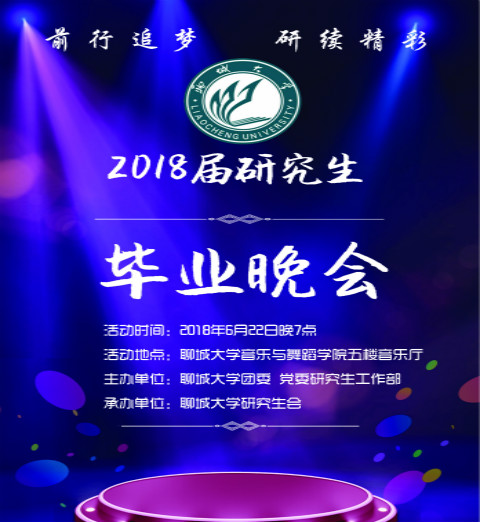 前行追梦 研续精彩
聊城大学
LIAOCHENG UNIVERSITY
2018届研究生
毕业晚会
活动时间：2018年6月22日晚7点
活动地点：聊城大学音乐与舞蹈学院五楼音乐厅
主办单位：聊城大学团委 党委研究生工作部
承办单位：聊城大学研究生会